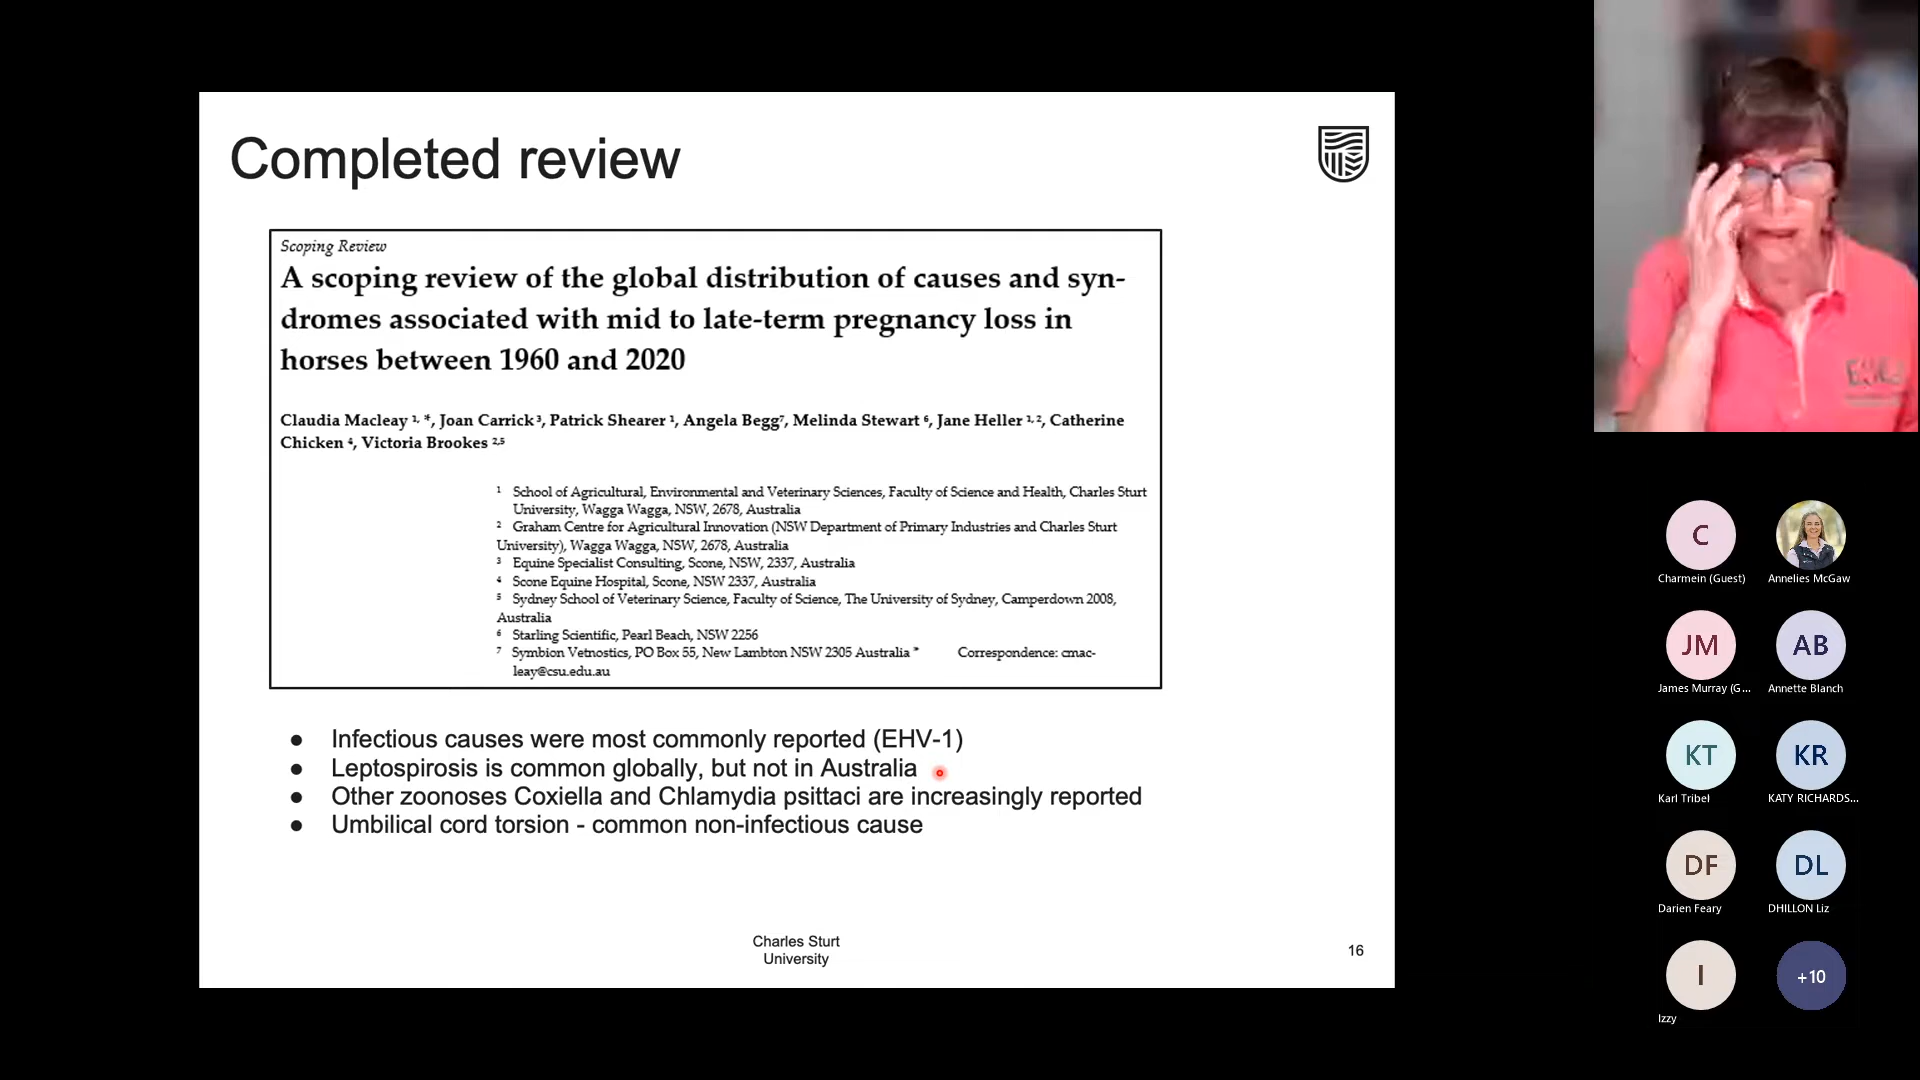 Completed review
Scoping Review
A scoping review of the global distribution of causes and syn-
dromes associated with mid to late-term pregnancy loss in
horses between 1960 and 2020
Claudia Macleay ¹, *, Joan Carrick ³, Patrick Shearer ¹, Angela Begg⁷, Melinda Stewart ⁶, Jane Heller ¹, ², Catherine
Chicken ⁴, Victoria Brookes ²,⁵
¹ School of Agricultural, Environmental and Veterinary Sciences, Faculty of Science and Health, Charles Sturt
University, Wagga Wagga, NSW, 2678, Australia
² Graham Centre for Agricultural Innovation (NSW Department of Primary Industries and Charles Sturt
University), Wagga Wagga, NSW, 2678, Australia
³ Equine Specialist Consulting, Scone, NSW, 2337, Australia
⁴ Scone Equine Hospital, Scone, NSW 2337, Australia
⁵ Sydney School of Veterinary Science, Faculty of Science, The University of Sydney, Camperdown 2008,
Australia
⁶ Starling Scientific, Pearl Beach, NSW 2256
⁷ Symbion Vetnostics, PO Box 55, New Lambton NSW 2305 Australia * Correspondence: cmac-
leay@csu.edu.au
● Infectious causes were most commonly reported (EHV-1)
● Leptospirosis is common globally, but not in Australia
● Other zoonoses Coxiella and Chlamydia psittaci are increasingly reported
● Umbilical cord torsion - common non-infectious cause
Charles Sturt
University
16
C
Charmein (Guest)
Annelies McGaw
JM
James Murray (G...
AB
Annette Blanch
KT
Karl Tribel
KR
KATY RICHARDS...
DF
Darien Feary
DL
DHILLON Liz
I
Izzy
+10